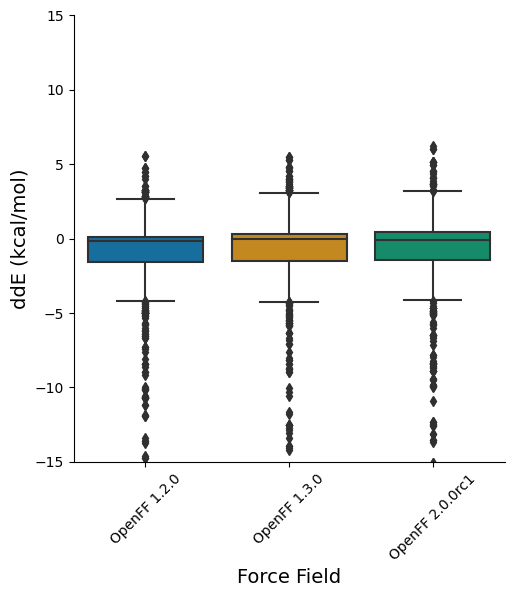 15
10
5
0
−5
−10
−15
ddE (kcal/mol)
OpenFF 1.2.0
OpenFF 1.3.0
OpenFF 2.0.0rc1
Force Field